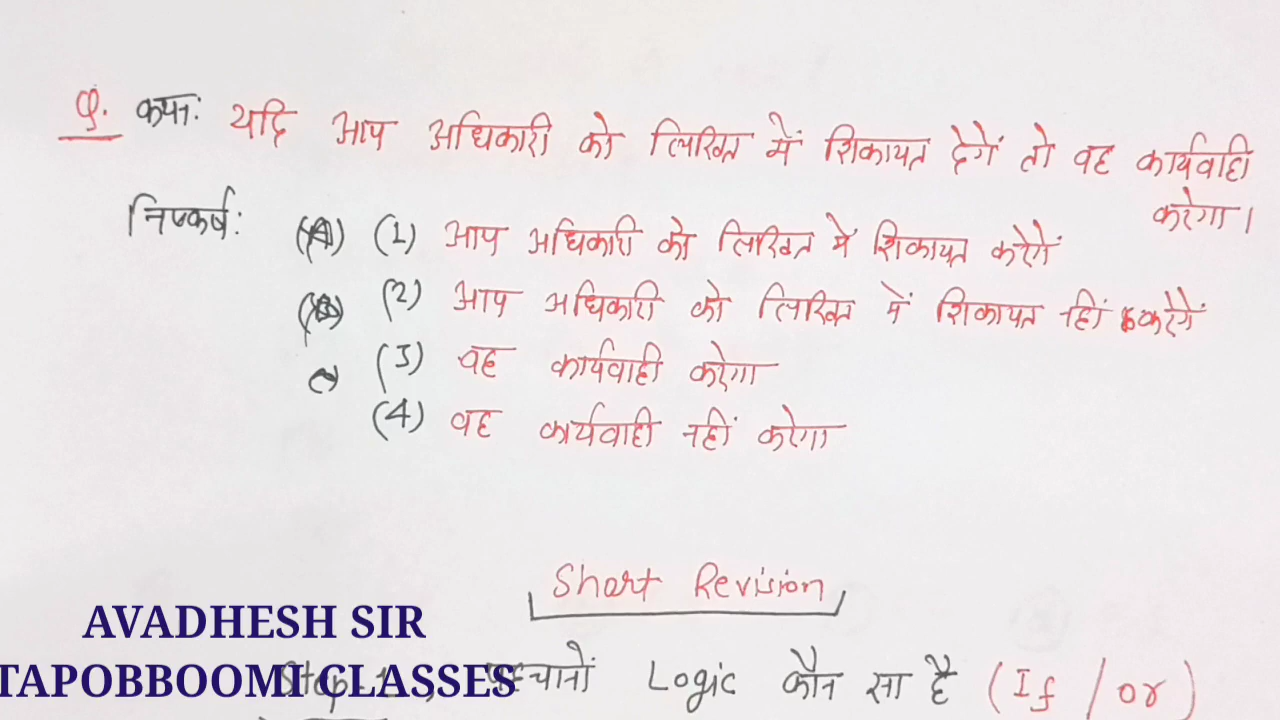 Q. कथन: यदि आप अधिकारी को लिखित में शिकायत देगें तो वह कार्यवाही
करेगा।
निष्कर्ष: (A) (1) आप अधिकारी को लिखित में शिकायत करेगें
(2) आप अधिकारी को लिखित में शिकायत नहीं करेगें
(3) वह कार्यवाही करेगा
(4) वह कार्यवाही नहीं करेगा
Short Revision
AVADHESH SIR
TAPOBBOOMI CLASSES
पहचानों Logic कौन सा है (If / or)